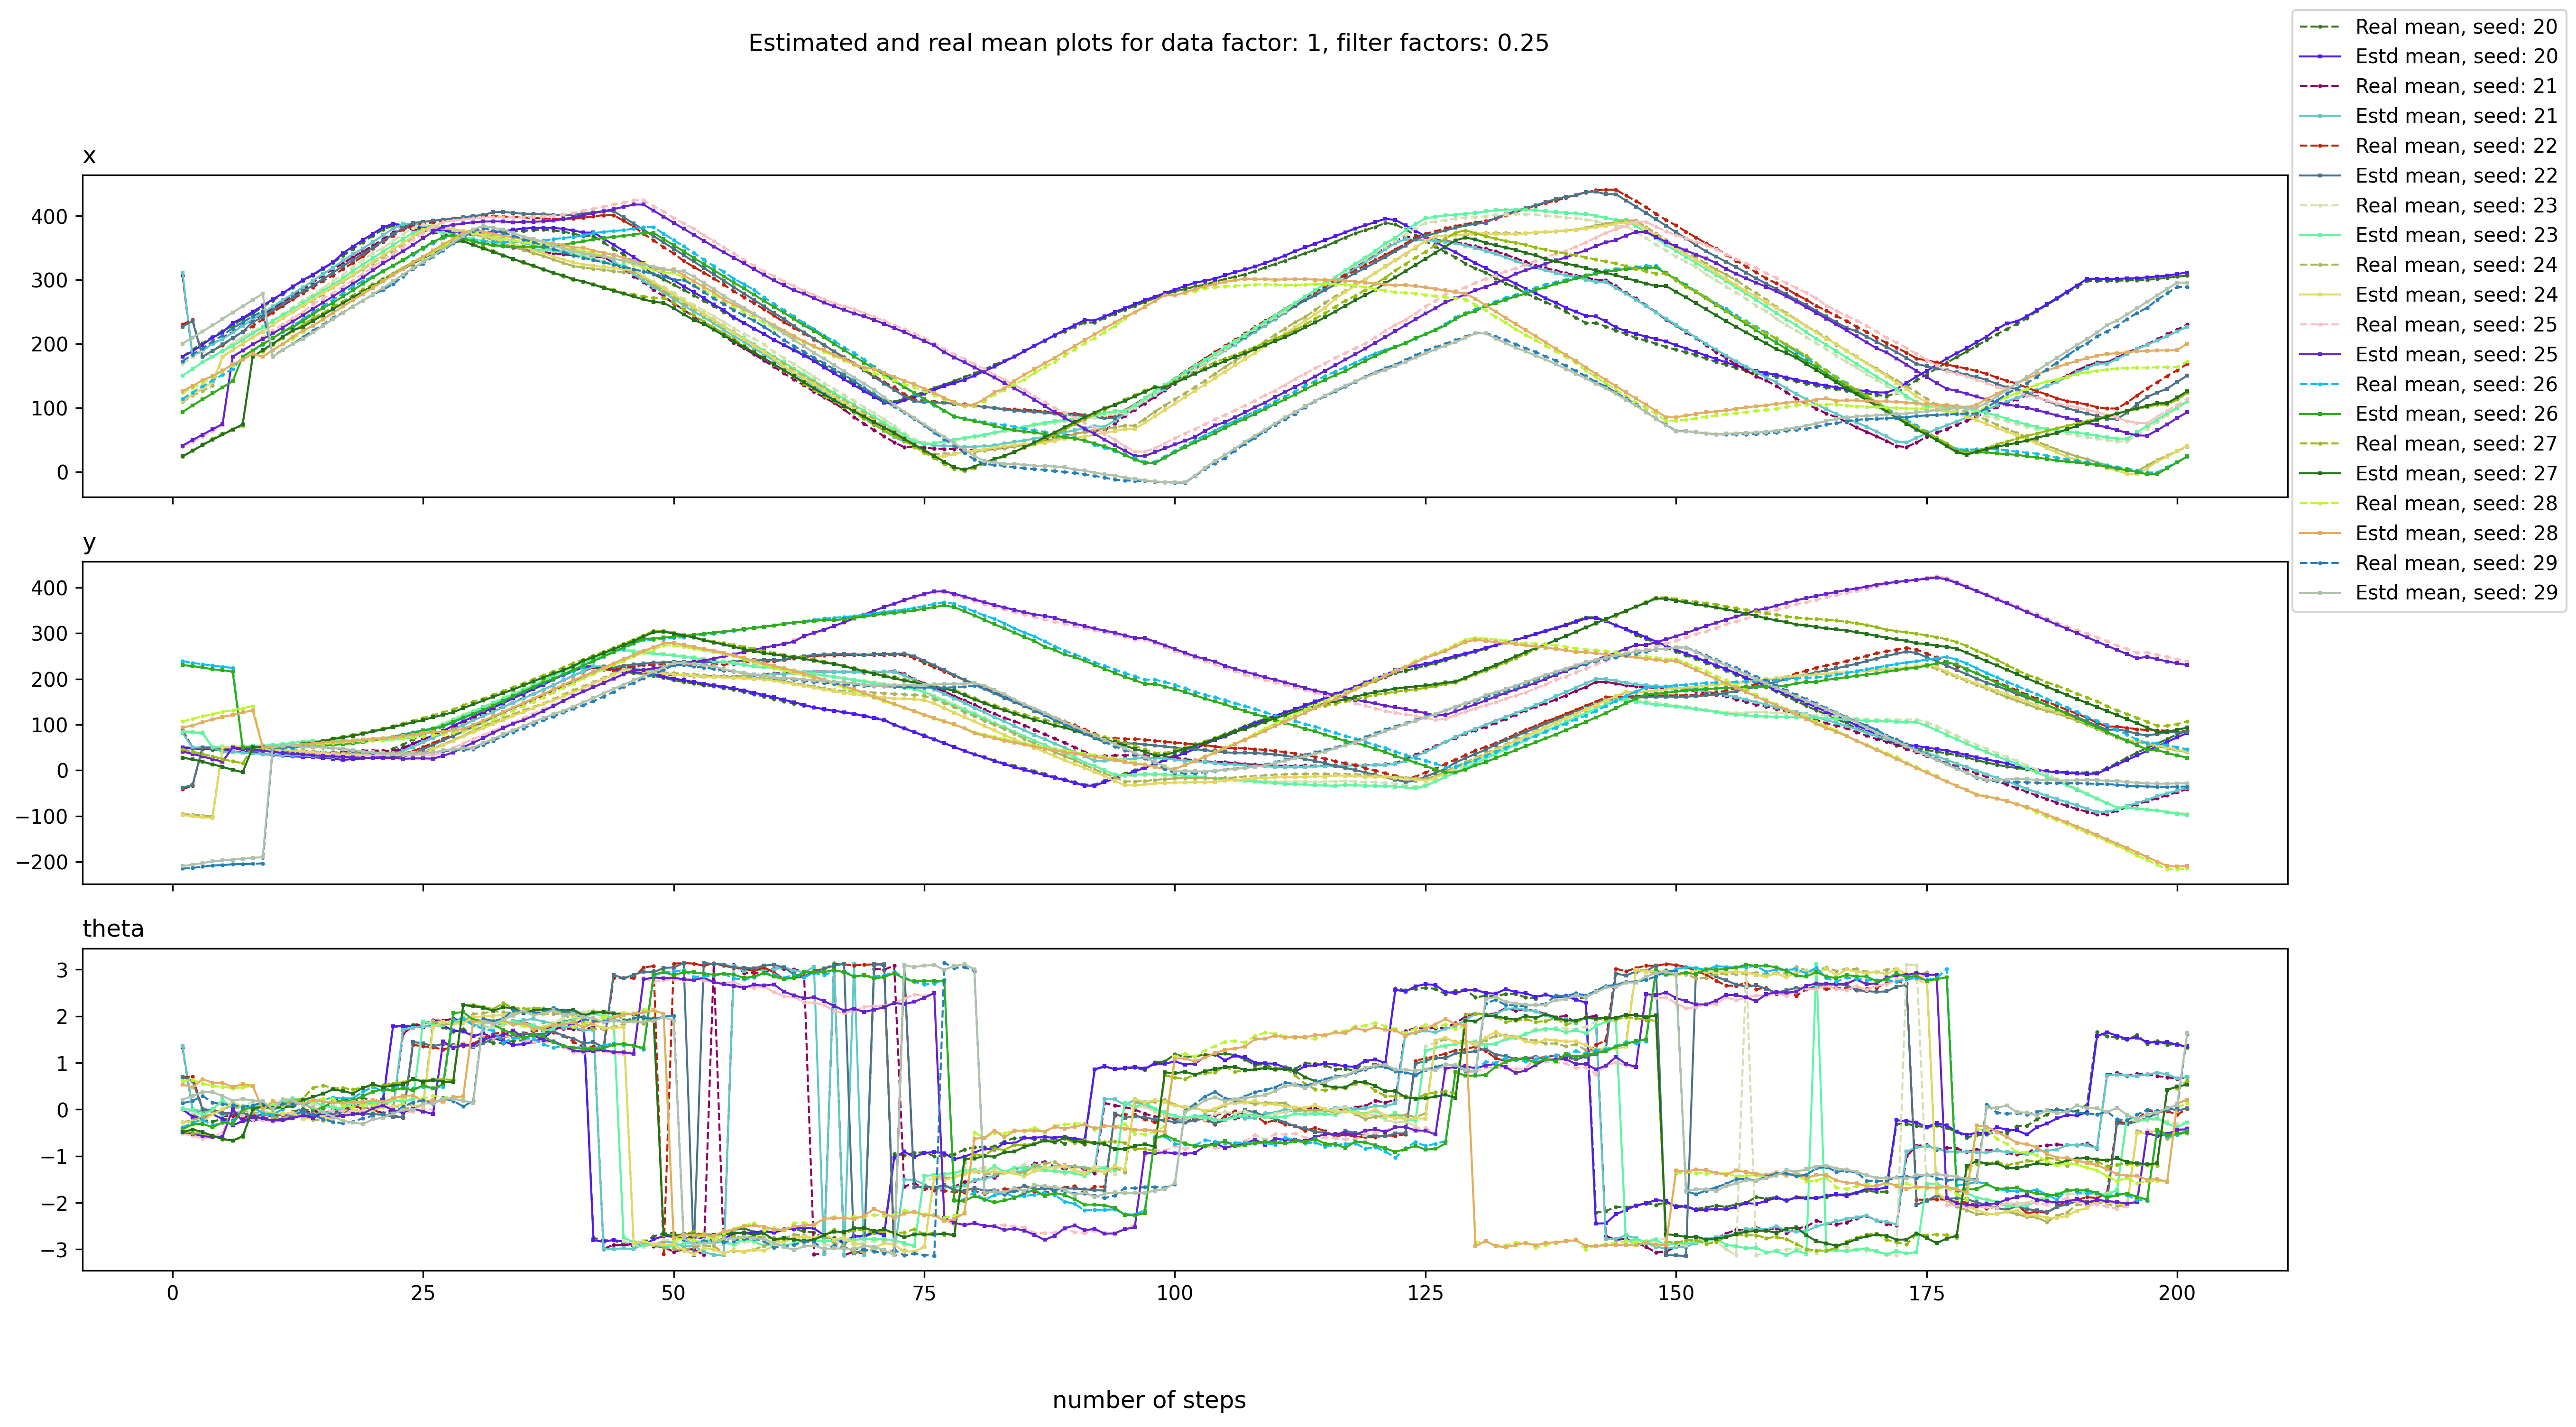 Estimated and real mean plots for data factor: 1, filter factors: 0.25
Real mean, seed: 20
Estd mean, seed: 20
Real mean, seed: 21
Estd mean, seed: 21
Real mean, seed: 22
Estd mean, seed: 22
Real mean, seed: 23
Estd mean, seed: 23
Real mean, seed: 24
Estd mean, seed: 24
Real mean, seed: 25
Estd mean, seed: 25
Real mean, seed: 26
Estd mean, seed: 26
Real mean, seed: 27
Estd mean, seed: 27
Real mean, seed: 28
Estd mean, seed: 28
Real mean, seed: 29
Estd mean, seed: 29
x
400
300
200
100
0
y
400
300
200
100
0
−100
−200
theta
3
2
1
0
−1
−2
−3
0 25 50 75 100 125 150 175 200
number of steps